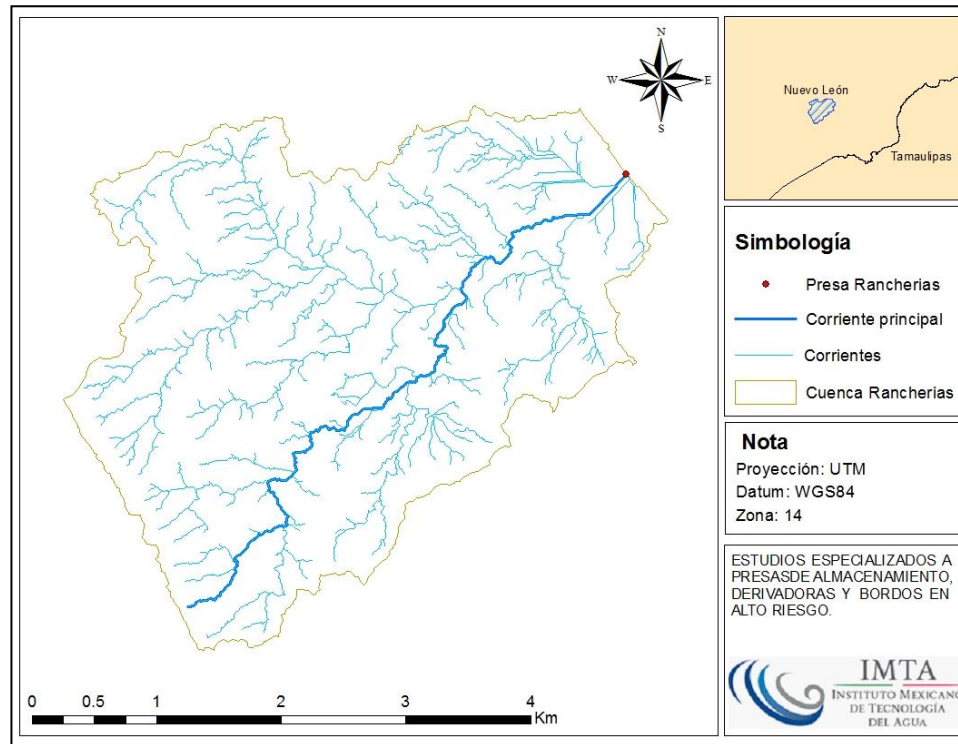 N
W
E
S
0
0.5
1
2
3
4
Km
Nuevo León
Tamaulipas
Simbología
Presa Rancherias
Corriente principal
Corrientes
Cuenca Rancherias
Nota
Proyección: UTM
Datum: WGS84
Zona: 14
ESTUDIOS ESPECIALIZADOS A
PRESASDE ALMACENAMIENTO,
DERIVADORAS Y BORDOS EN
ALTO RIESGO.
IMTA
INSTITUTO MEXICANO
DE TECNOLOGÍA
DEL AGUA